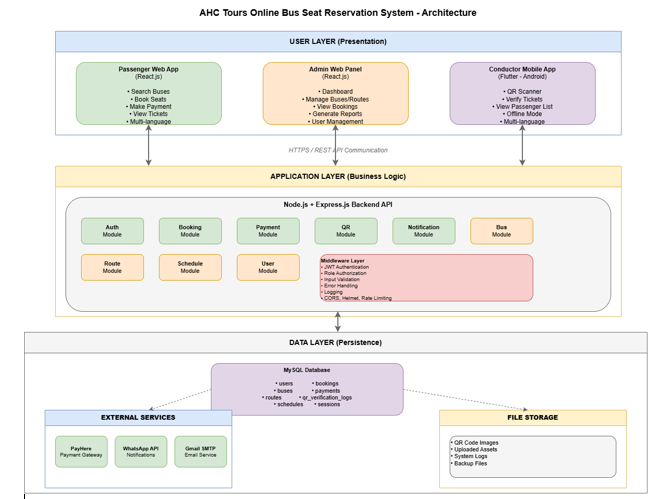 AHC Tours Online Bus Seat Reservation System - Architecture
USER LAYER (Presentation)
Passenger Web App
(React.js)
• Search Buses
• Book Seats
• Make Payment
• View Tickets
• Multi-language
Admin Web Panel
(React.js)
• Dashboard
• Manage Buses/Routes
• View Bookings
• Generate Reports
• User Management
Conductor Mobile App
(Flutter - Android)
• QR Scanner
• Verify Tickets
• View Passenger List
• Offline Mode
• Multi-language
HTTPS / REST API Communication
APPLICATION LAYER (Business Logic)
Node.js + Express.js Backend API
Auth
Module
Booking
Module
Payment
Module
QR
Module
Notification
Module
Bus
Module
Route
Module
Schedule
Module
User
Module
Middleware Layer
• JWT Authentication
• Role Authorization
• Input Validation
• Error Handling
• Logging
• CORS, Helmet, Rate Limiting
DATA LAYER (Persistence)
MySQL Database
• users • bookings
• buses • payments
• routes • qr_verification_logs
• schedules • sessions
EXTERNAL SERVICES
PayHere
Payment Gateway
WhatsApp API
Notifications
Gmail SMTP
Email Service
FILE STORAGE
• QR Code Images
• Uploaded Assets
• System Logs
• Backup Files